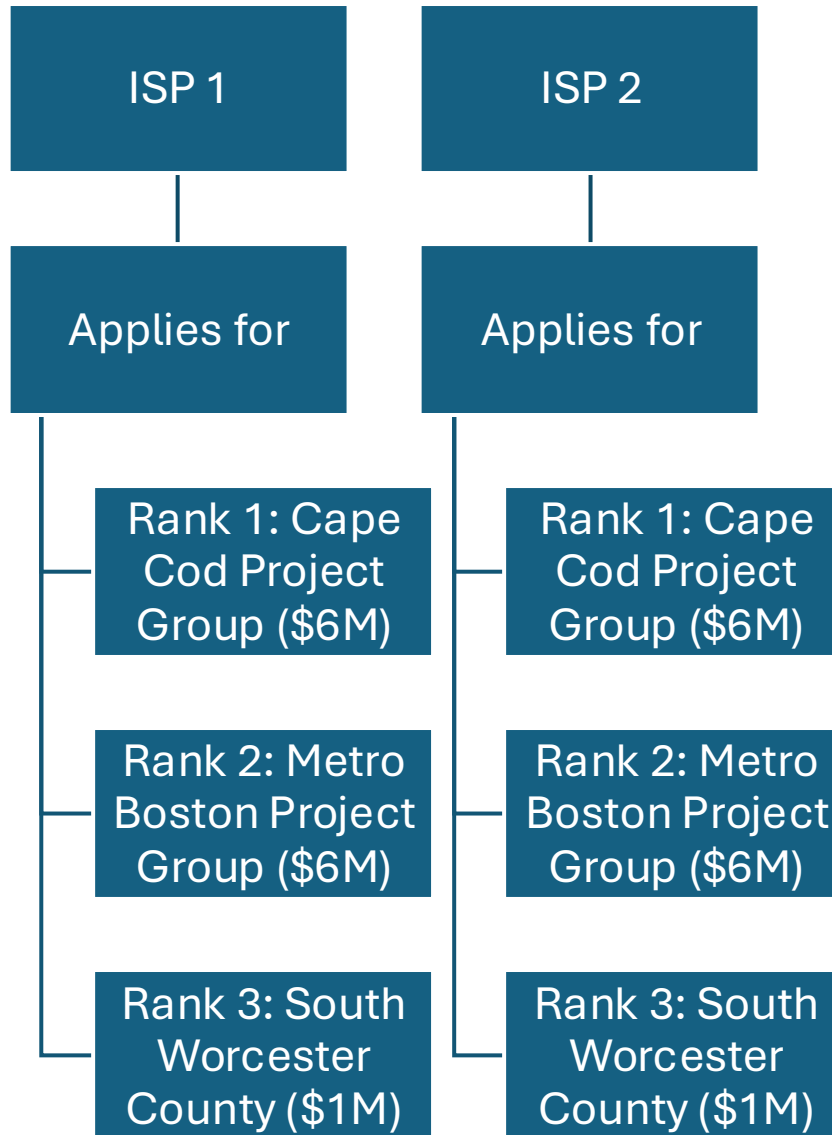 ISP 1
Applies for
Rank 1: Cape
Cod Project
Group ($6M)
Rank 2: Metro
Boston Project
Group ($6M)
Rank 3: South
Worcester
County ($1M)
ISP 2
Applies for
Rank 1: Cape
Cod Project
Group ($6M)
Rank 2: Metro
Boston Project
Group ($6M)
Rank 3: South
Worcester
County ($1M)